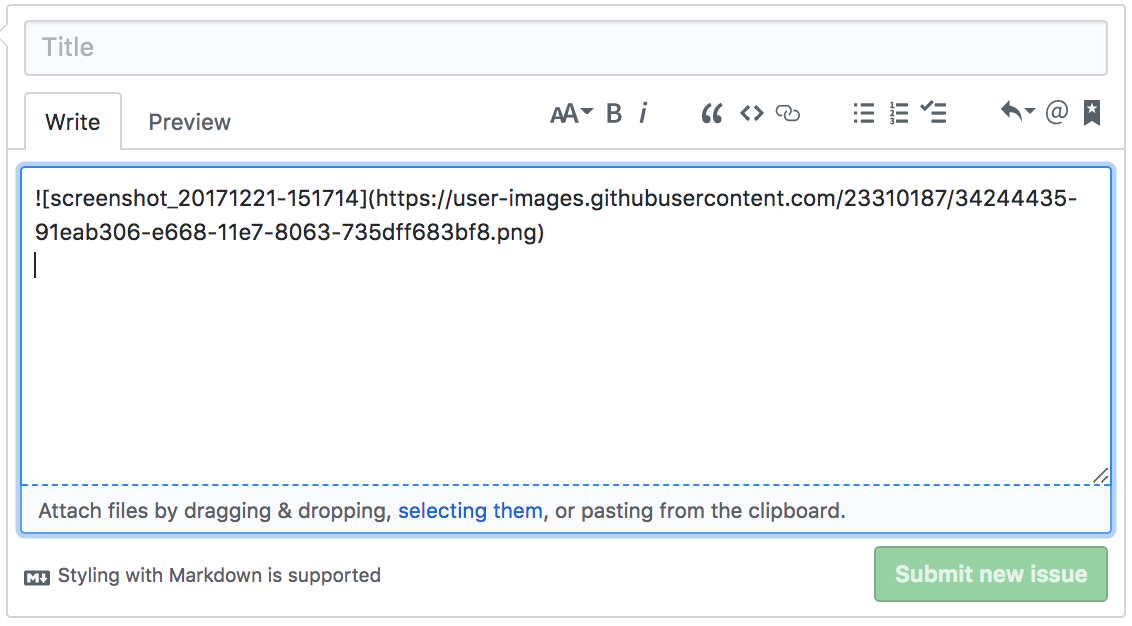 Title
Write
Preview
AA B i
![screenshot_20171221-151714](https://user-images.githubusercontent.com/23310187/34244435-
91eab306-e668-11e7-8063-735dff683bf8.png)
Attach files by dragging & dropping, selecting them, or pasting from the clipboard.
Styling with Markdown is supported
Submit new issue